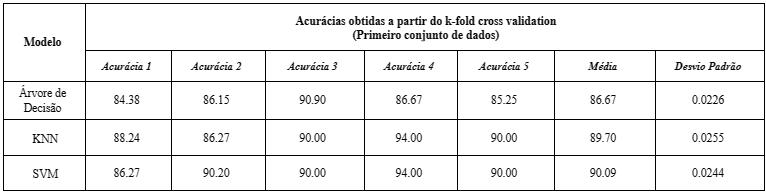 Modelo
Acurácias obtidas a partir do k-fold cross validation
(Primeiro conjunto de dados)
Acurácia 1 Acurácia 2 Acurácia 3 Acurácia 4 Acurácia 5 Média Desvio Padrão
Árvore de
Decisão
84.38 86.15 90.90 86.67 85.25 86.67 0.0226
KNN 88.24 86.27 90.00 94.00 90.00 89.70 0.0255
SVM 86.27 90.20 90.00 94.00 90.00 90.09 0.0244